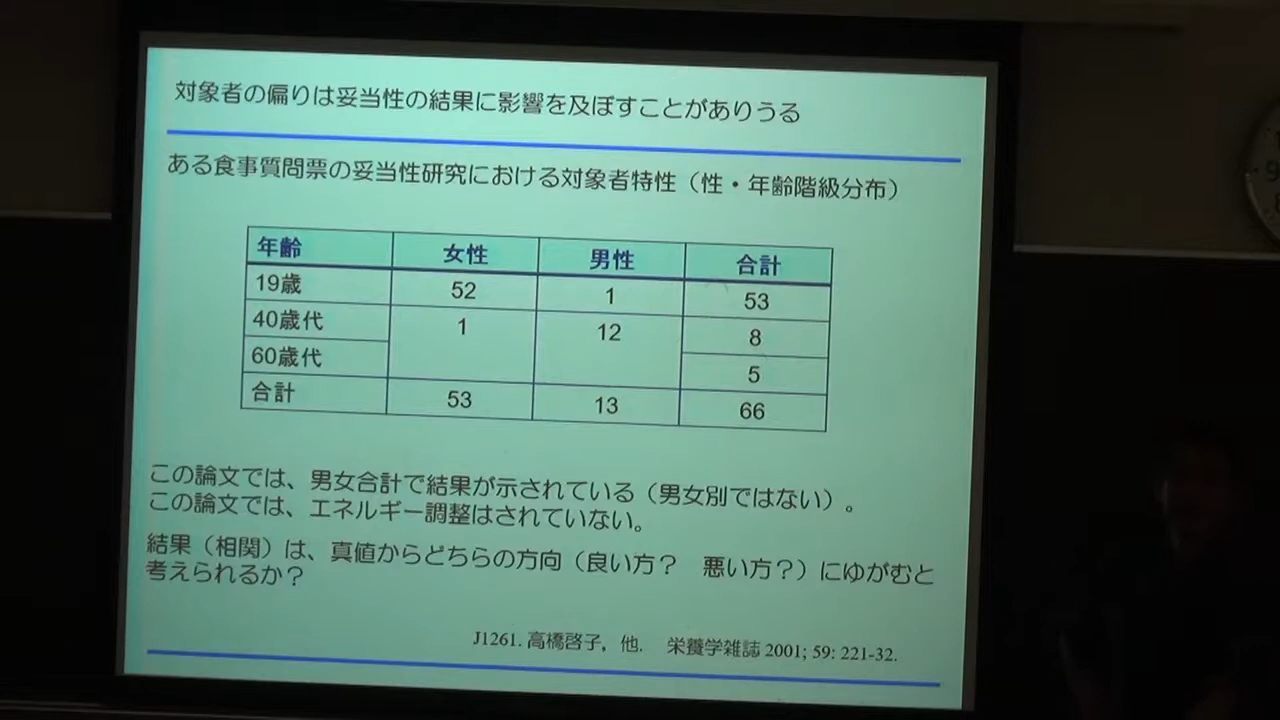 対象者の偏りは妥当性の結果に影響を及ぼすことがありうる
ある食事質問票の妥当性研究における対象者特性（性・年齢階級分布）
年齢 女性 男性 合計
19歳 52 1 53
40歳代 1 12 8
60歳代 5
合計 53 13 66
この論文では、男女合計で結果が示されている（男女別ではない）。
この論文では、エネルギー調整はされていない。
結果（相関）は、真値からどちらの方向（良い方？　悪い方？）にゆがむと
考えられるか？
J1261. 高橋啓子, 他.　栄養学雑誌 2001; 59: 221-32.